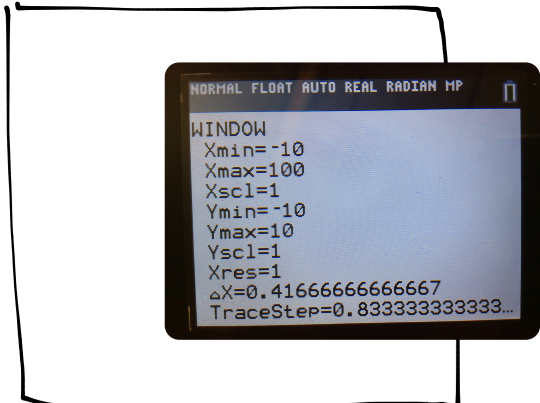 NORMAL FLOAT AUTO REAL RADIAN MP
WINDOW
Xmin=-10
Xmax=100
Xscl=1
Ymin=-10
Ymax=10
Yscl=1
Xres=1
△X=0.41666666666667
TraceStep=0.833333333333…